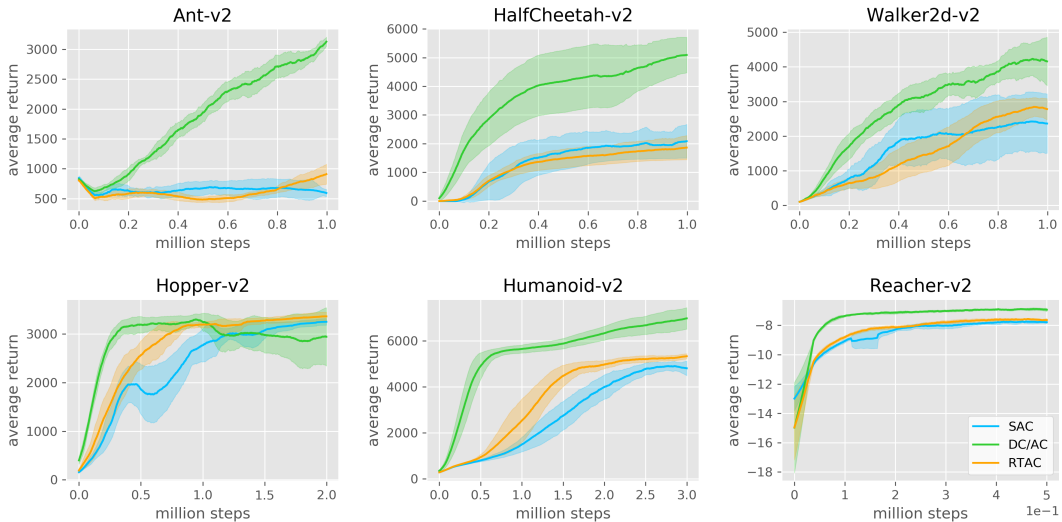 Ant-v2
HalfCheetah-v2
Walker2d-v2
average return
3000
2500
2000
1500
1000
500
0.0 0.2 0.4 0.6 0.8 1.0
million steps
average return
6000
5000
4000
3000
2000
1000
0
0.0 0.2 0.4 0.6 0.8 1.0
million steps
average return
5000
4000
3000
2000
1000
0
0.0 0.2 0.4 0.6 0.8 1.0
million steps
Hopper-v2
Humanoid-v2
Reacher-v2
average return
3000
2000
1000
0
0.0 0.5 1.0 1.5 2.0
million steps
average return
6000
4000
2000
0
0.0 0.5 1.0 1.5 2.0 2.5 3.0
million steps
average return
−8
−10
−12
−14
−16
−18
0 1 2 3 4 5
1e−1
million steps
SAC
DC/AC
RTAC